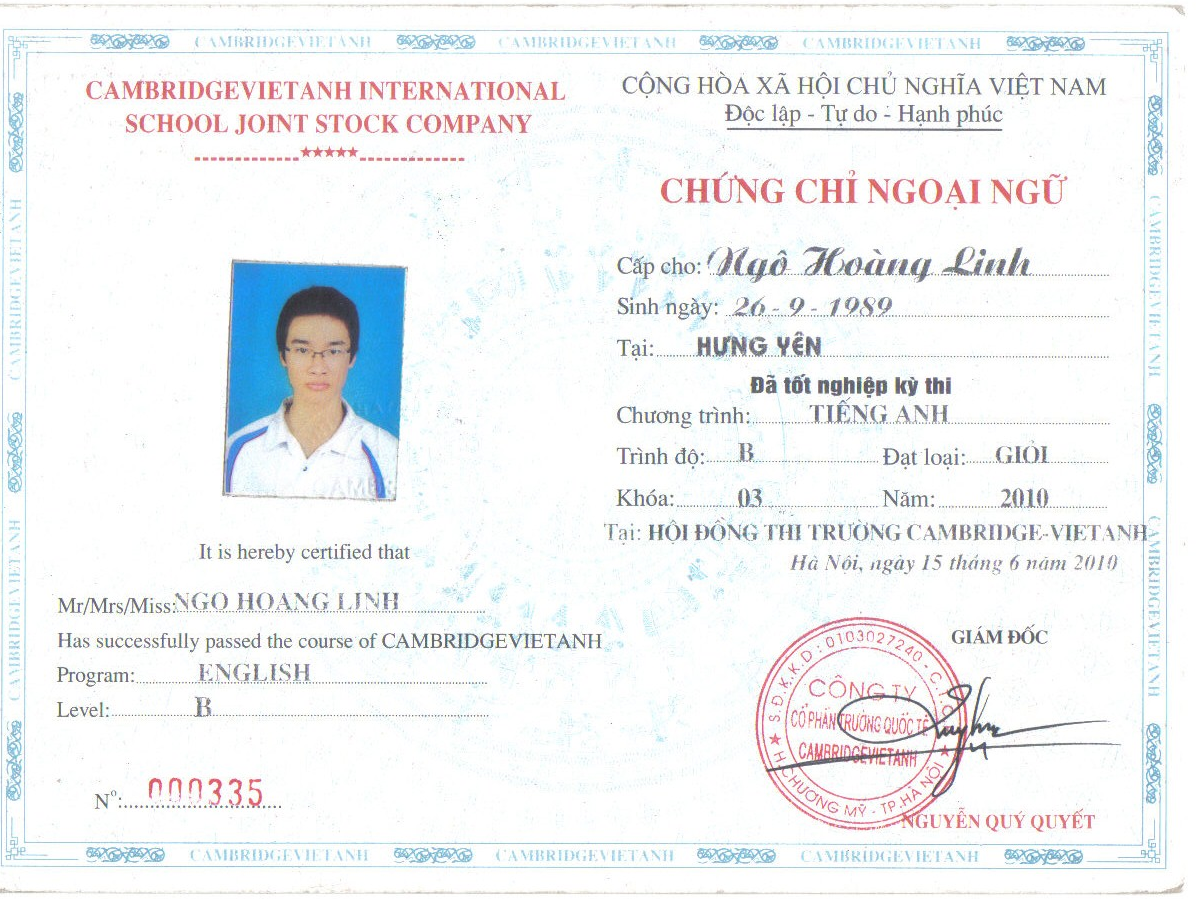 CAMBRIDGEVIETANH CAMBRIDGEVIETANH CAMBRIDGEVIETANH
CAMBRIDGEVIETANH INTERNATIONAL
SCHOOL JOINT STOCK COMPANY
It is hereby certified that
Mr/Mrs/Miss: NGO HOANG LINH
Has successfully passed the course of CAMBRIDGEVIETANH
Program: ENGLISH
Level: B
Nº: 000335
CỘNG HÒA XÃ HỘI CHỦ NGHĨA VIỆT NAM
Độc lập - Tự do - Hạnh phúc
CHỨNG CHỈ NGOẠI NGỮ
Cấp cho: Ngô Hoàng Linh
Sinh ngày: 26 - 9 - 1989
Tại: HƯNG YÊN
Đã tốt nghiệp kỳ thi
Chương trình: TIẾNG ANH
Trình độ: B Đạt loại: GIỎI
Khóa: 03 Năm: 2010
Tại: HỘI ĐỒNG THI TRƯỜNG CAMBRIDGE-VIETANH
Hà Nội, ngày 15 tháng 6 năm 2010
GIÁM ĐỐC
S.Đ.K.K.D: 0103027240 - C.T.C.P
CÔNG TY
CỔ PHẦN TRƯỜNG QUỐC TẾ
CAMBRIDGEVIETANH
H. CHƯƠNG MỸ - TP. HÀ NỘI
NGUYỄN QUÝ QUYẾT
CAMBRIDGEVIETANH CAMBRIDGEVIETANH CAMBRIDGEVIETANH
CAMBRIDGEVIETANH CAMBRIDGEVIETANH
CAMBRIDGEVIETANH CAMBRIDGEVIETANH